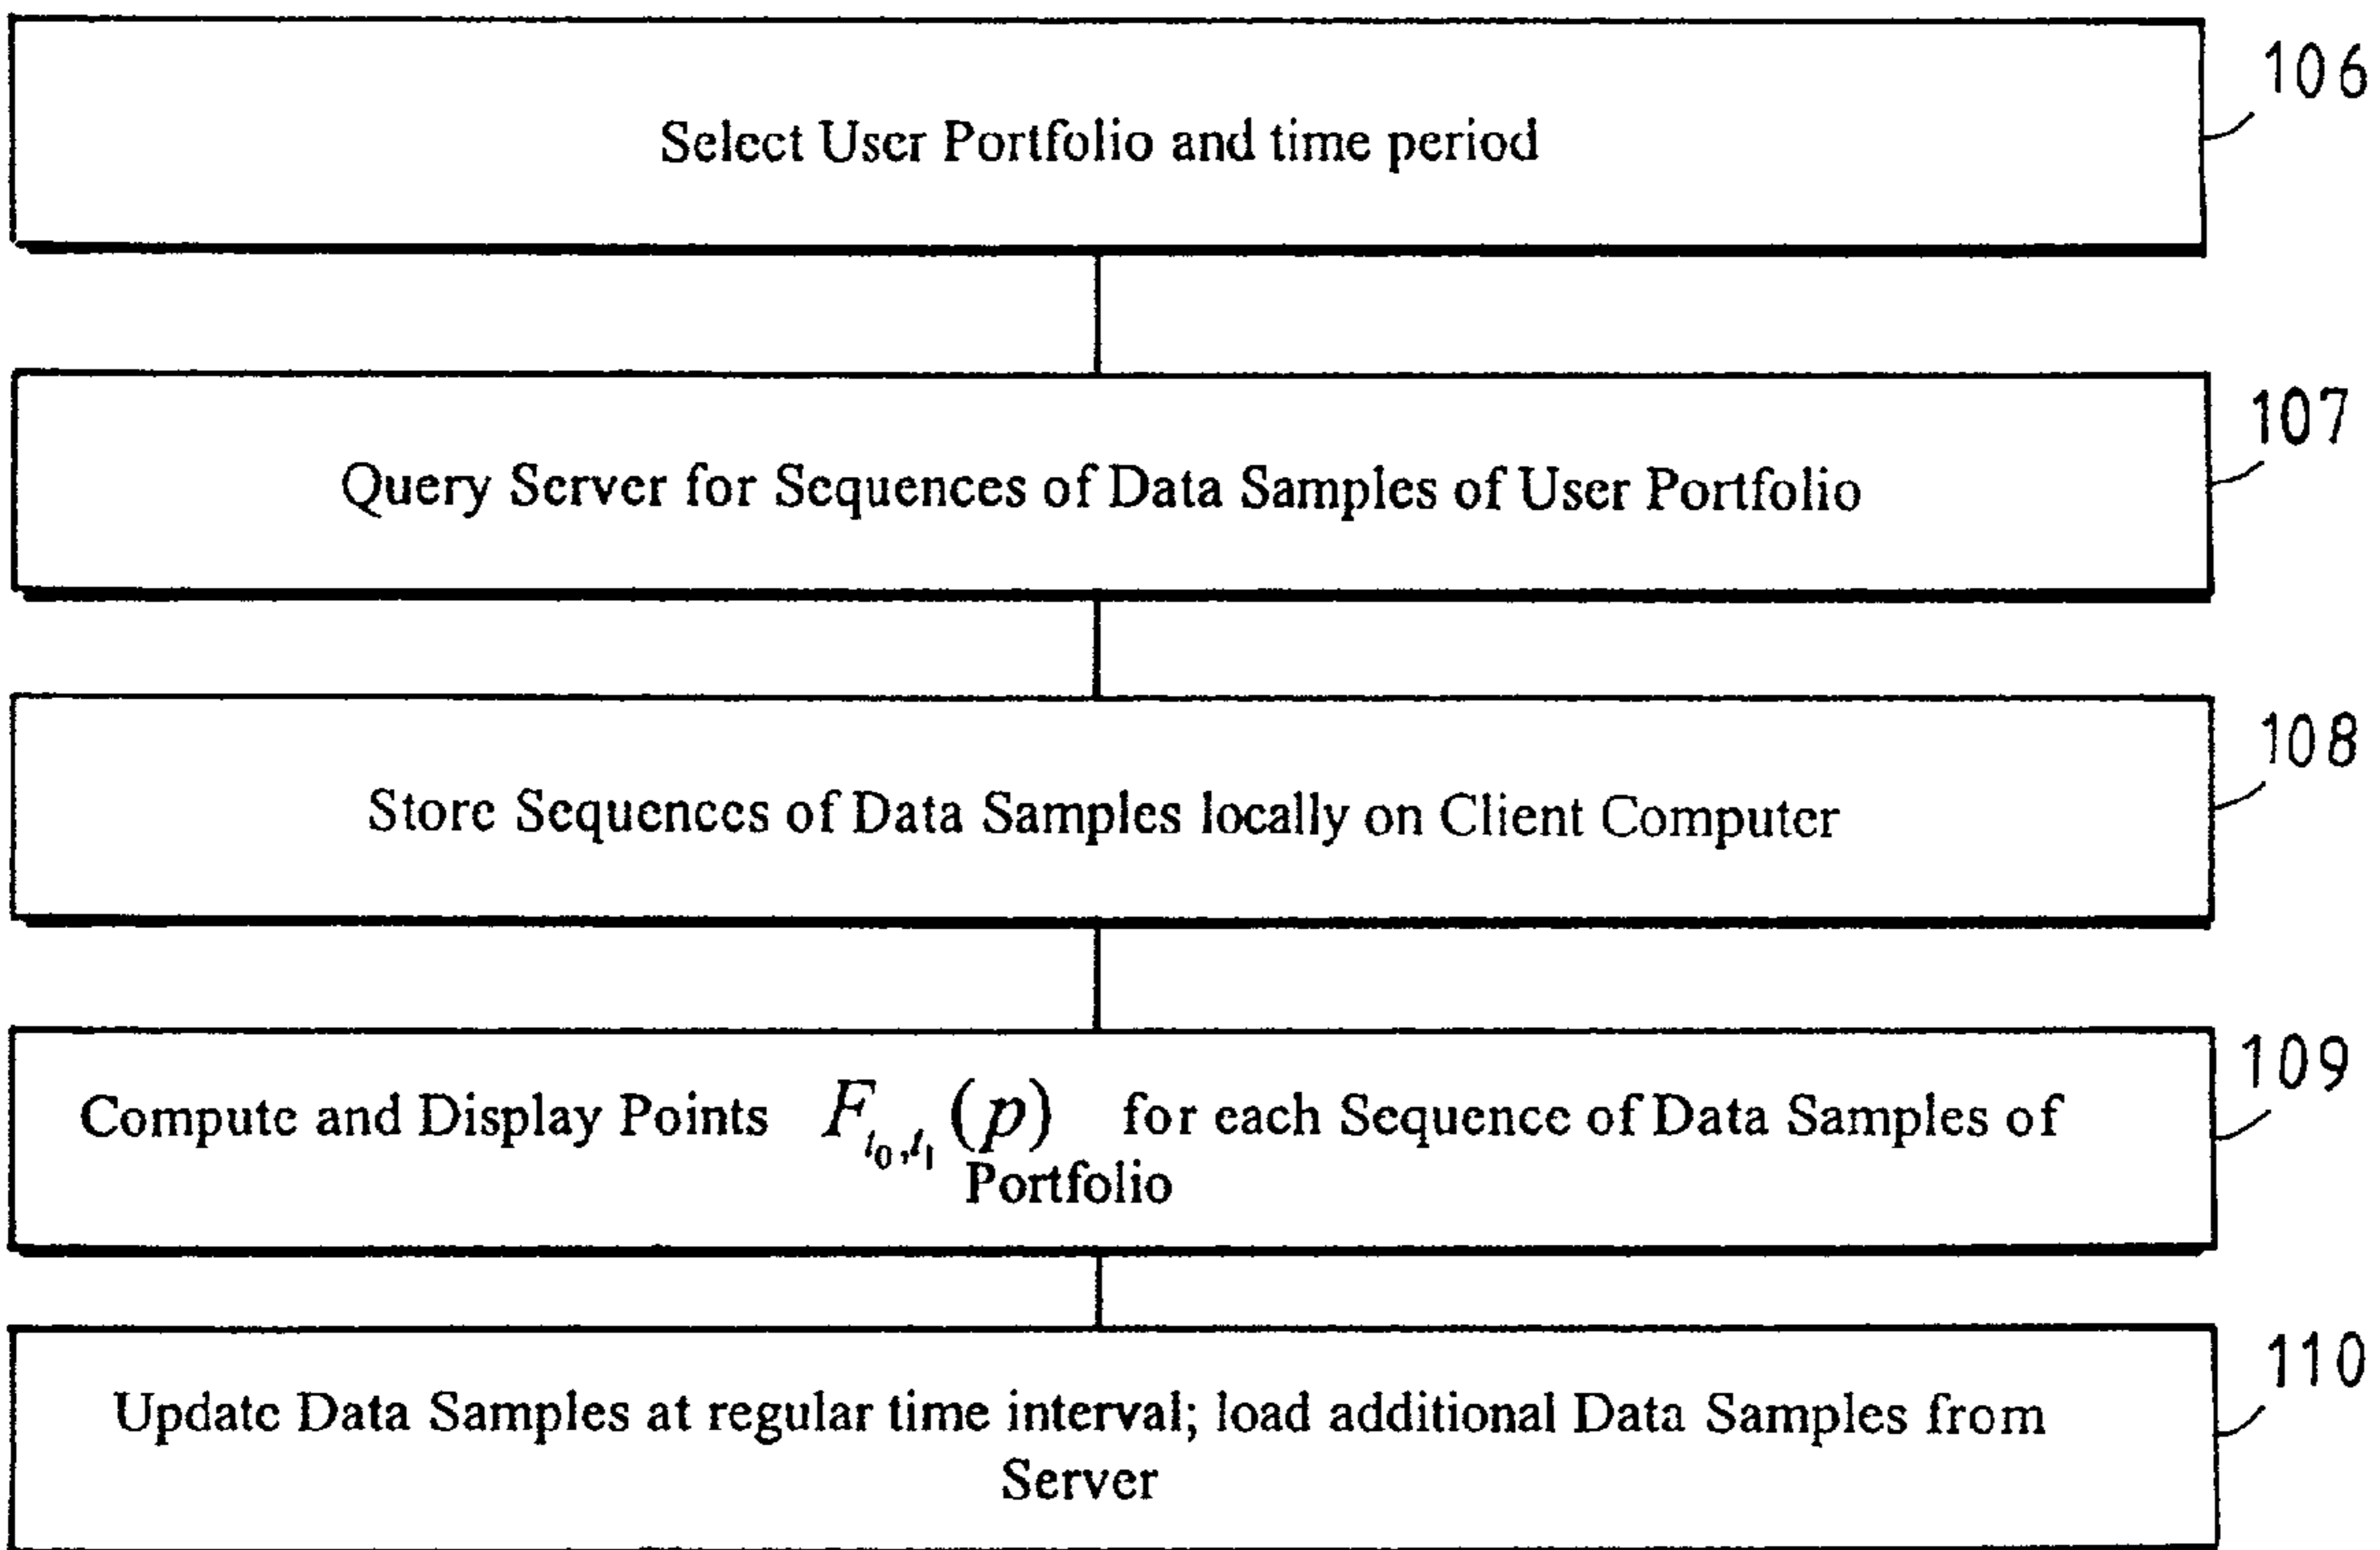 106
Select User Portfolio and time period
107
Query Server for Sequences of Data Samples of User Portfolio
108
Store Sequences of Data Samples locally on Client Computer
109
Compute and Display Points F_{t_0,t_1}(p) for each Sequence of Data Samples of
Portfolio
110
Update Data Samples at regular time interval; load additional Data Samples from
Server